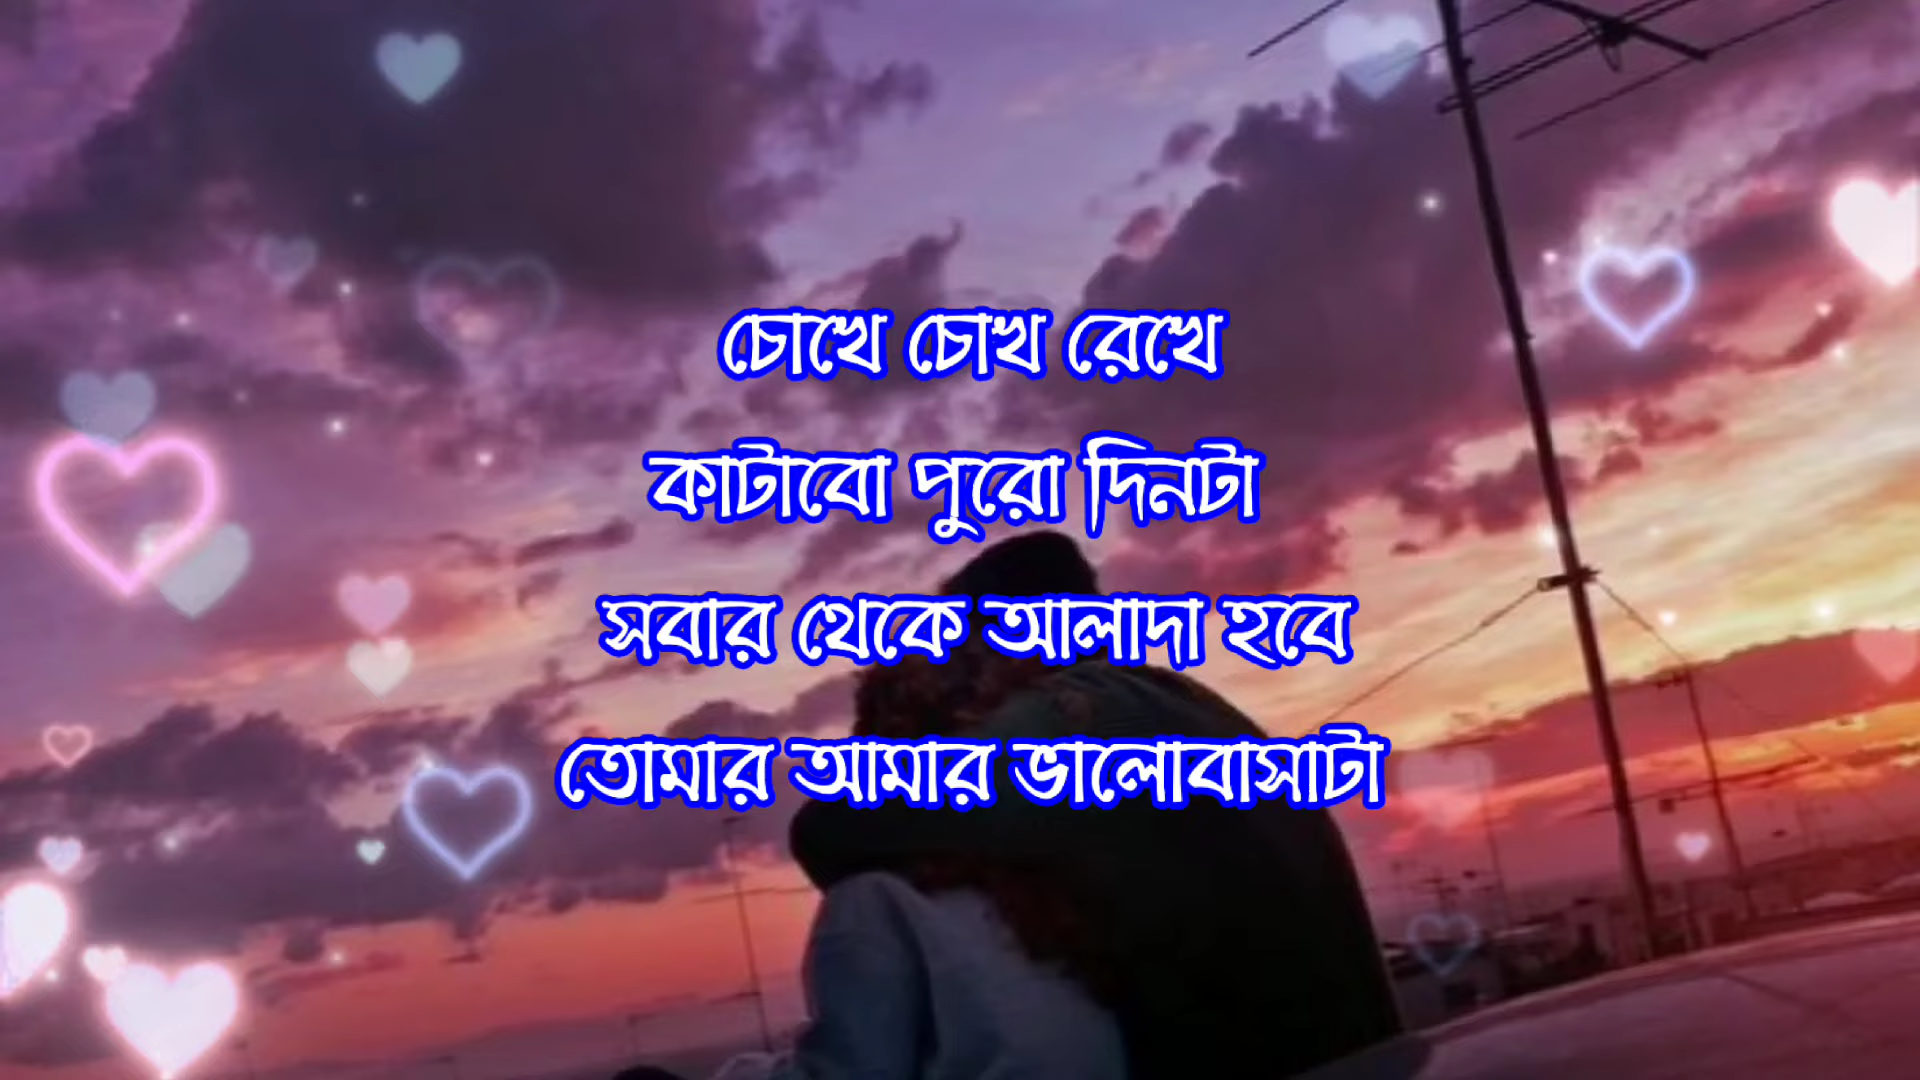 চোখে চোখ রেখে
কাটাবো পুরো দিনটা
সবার থেকে আলাদা হবে
তোমার আমার ভালোবাসাটা